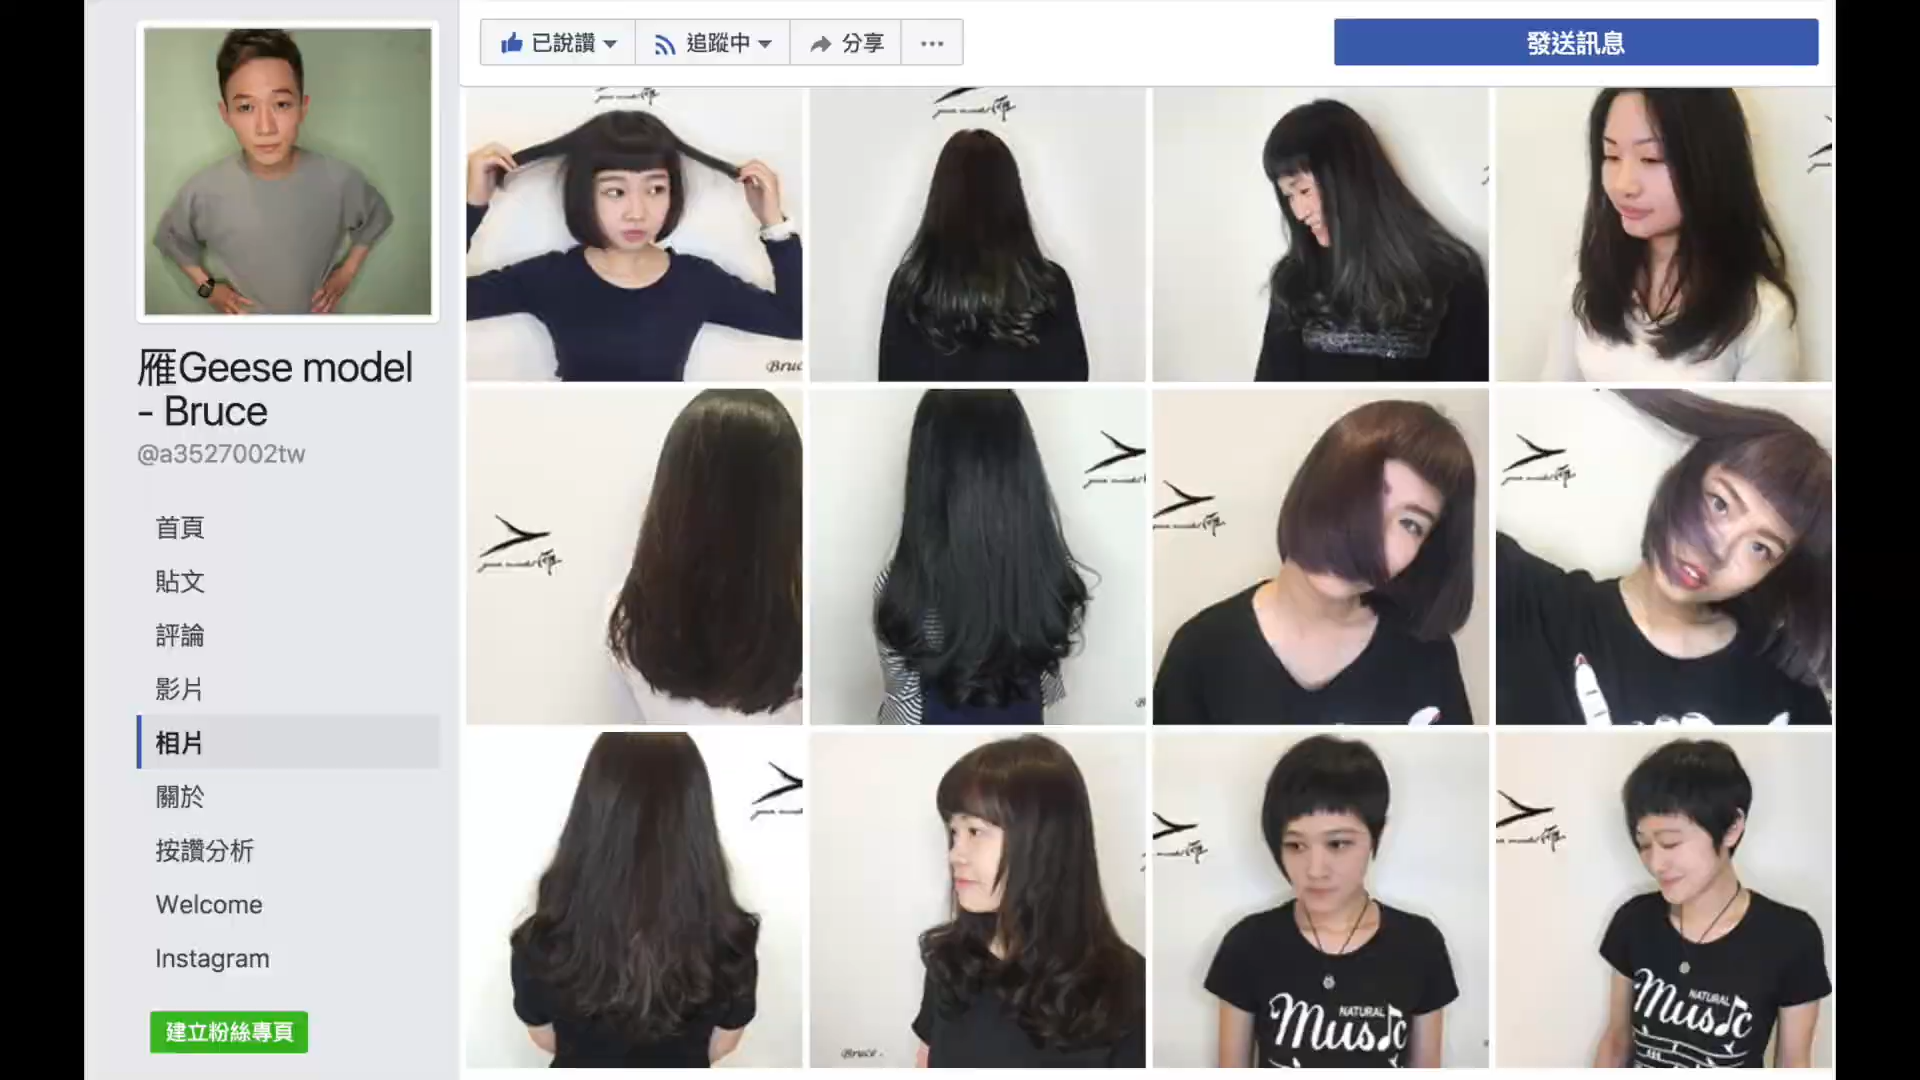 已說讚
追蹤中
分享
發送訊息
雁Geese model
- Bruce
@a3527002tw
首頁
貼文
評論
影片
相片
關於
按讚分析
Welcome
Instagram
建立粉絲專頁
Bruce .
NATURAL
Music
NATURAL
Music